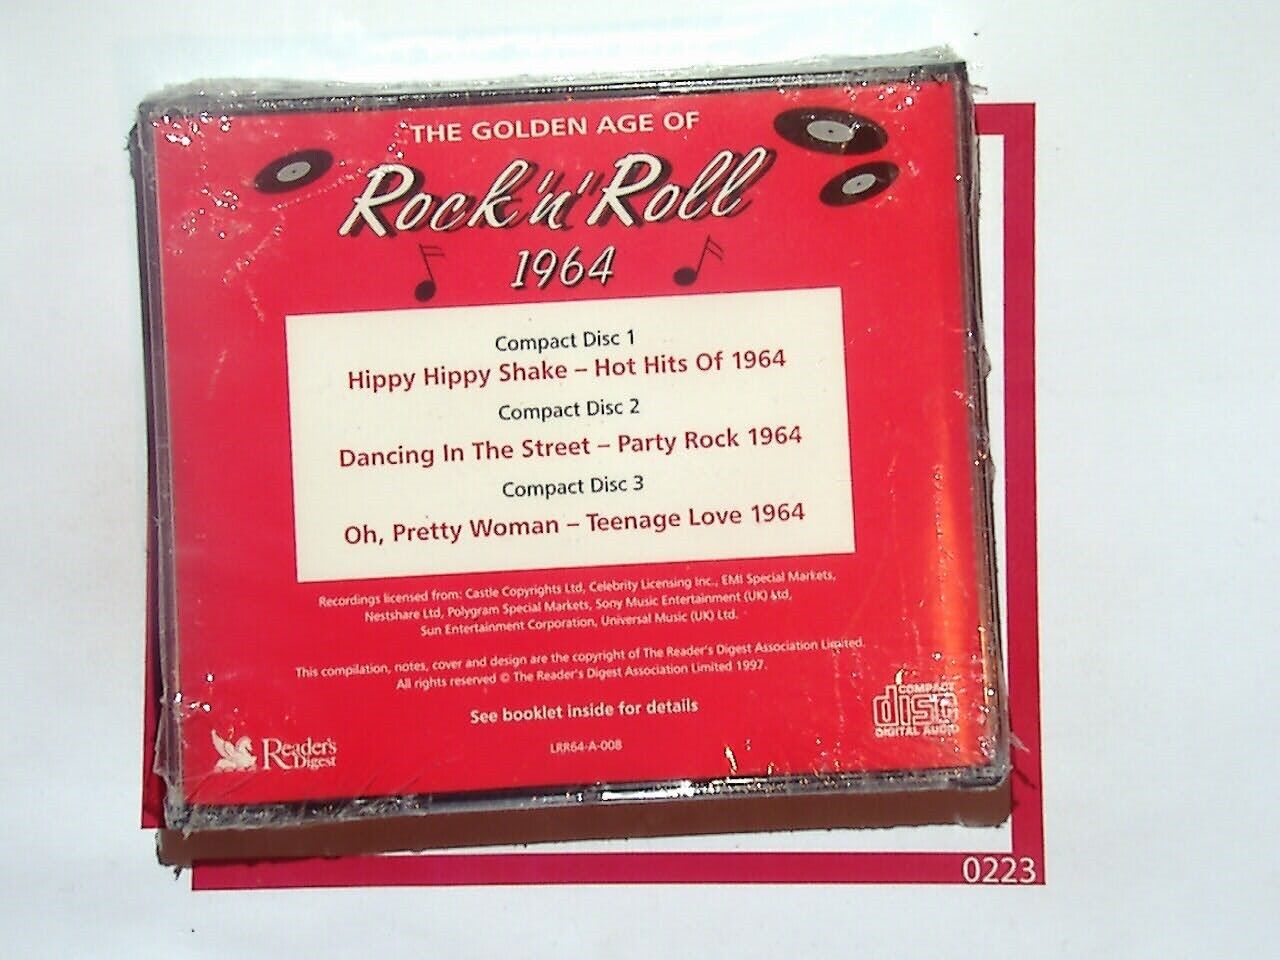 THE GOLDEN AGE OF
Rock 'n' Roll
1964
Compact Disc 1
Hippy Hippy Shake – Hot Hits Of 1964
Compact Disc 2
Dancing In The Street – Party Rock 1964
Compact Disc 3
Oh, Pretty Woman – Teenage Love 1964
Recordings licensed from: Castle Copyrights Ltd, Celebrity Licensing Inc., EMI Special Markets,
Nestshare Ltd, Polygram Special Markets, Sony Music Entertainment (UK) Ltd,
Sun Entertainment Corporation, Universal Music (UK) Ltd.
This compilation, notes, cover and design are the copyright of The Reader's Digest Association Limited.
All rights reserved © The Reader's Digest Association Limited 1997.
See booklet inside for details
LRR64-A-008
Reader's
Digest
COMPACT
disc
DIGITAL AUDIO
0223